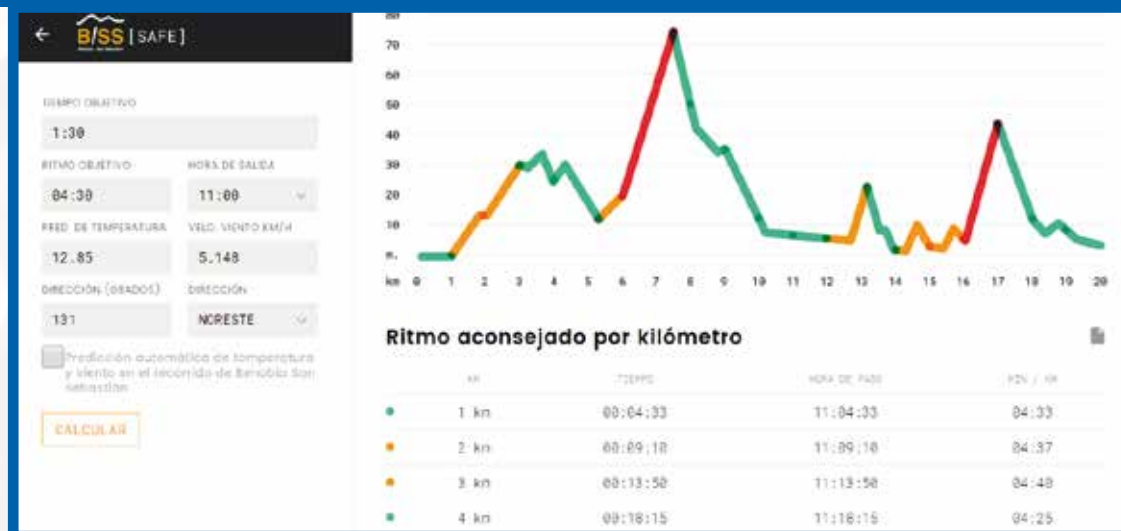 B/SS [SAFE]
TIEMPO OBJETIVO
1:30
RITMO OBJETIVO HORA DE SALIDA
04:30 11:00
PRED. DE TEMPERATURA VELO. VIENTO KM/H
12.85 5.148
DIRECCIÓN (GRADOS) DIRECCIÓN
131 NORESTE
Predicción automática de temperatura
y viento en el recorrido de Behobia San
Sebastián
CALCULAR
80
70
60
50
40
30
20
10
m.
km 0 1 2 3 4 5 6 7 8 9 10 11 12 13 14 15 16 17 18 19 20
Ritmo aconsejado por kilómetro
KM TIEMPO HORA DE PASO MIN / KM
1 km 00:04:33 11:04:33 04:33
2 km 00:09:10 11:09:10 04:37
3 km 00:13:50 11:13:50 04:40
4 km 00:18:15 11:18:15 04:25